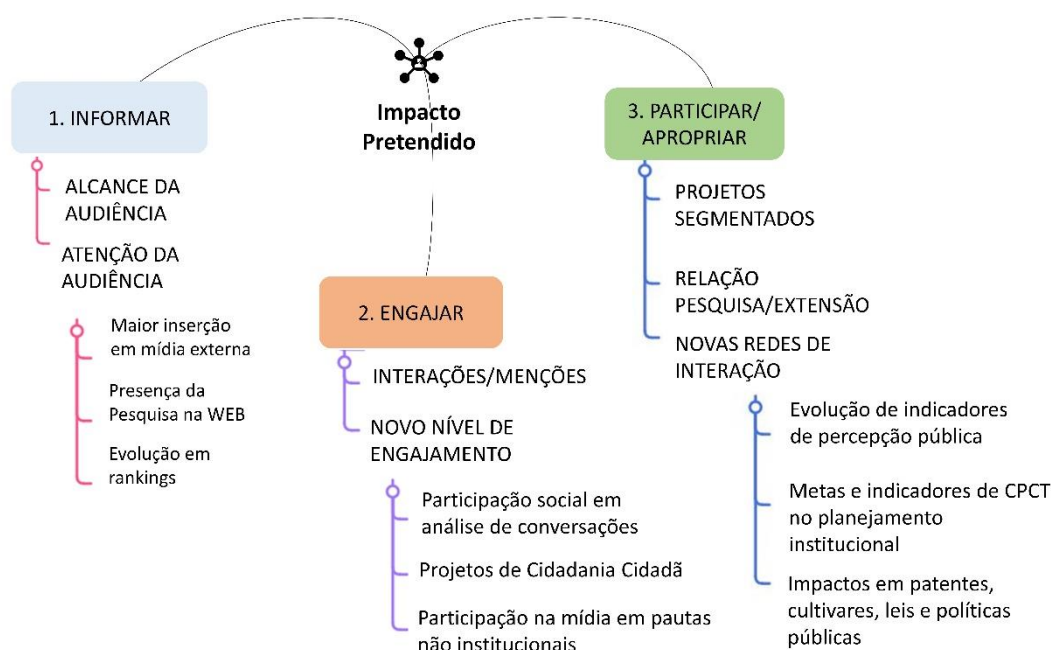 Impacto
Pretendido
1. INFORMAR
ALCANCE DA
AUDIÊNCIA
ATENÇÃO DA
AUDIÊNCIA
Maior inserção
em mídia externa
Presença da
Pesquisa na WEB
Evolução em
rankings
2. ENGAJAR
INTERAÇÕES/MENÇÕES
NOVO NÍVEL DE
ENGAJAMENTO
Participação social em
análise de conversações
Projetos de Cidadania Cidadã
Participação na mídia em pautas
não institucionais
3. PARTICIPAR/
APROPRIAR
PROJETOS
SEGMENTADOS
RELAÇÃO
PESQUISA/EXTENSÃO
NOVAS REDES DE
INTERAÇÃO
Evolução de indicadores
de percepção pública
Metas e indicadores de CPCT
no planejamento
institucional
Impactos em patentes,
cultivares, leis e políticas
públicas